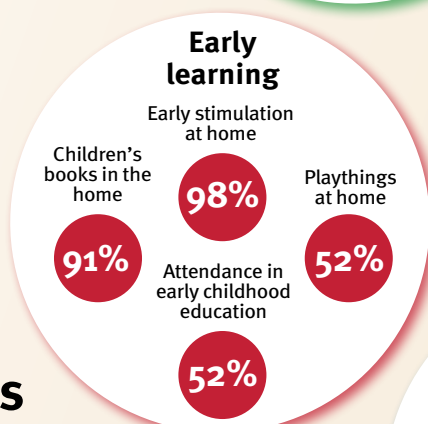 Early
learning
Early stimulation
at home
98%
Children's
books in the
home
91%
Playthings
at home
52%
Attendance in
early childhood
education
52%
s